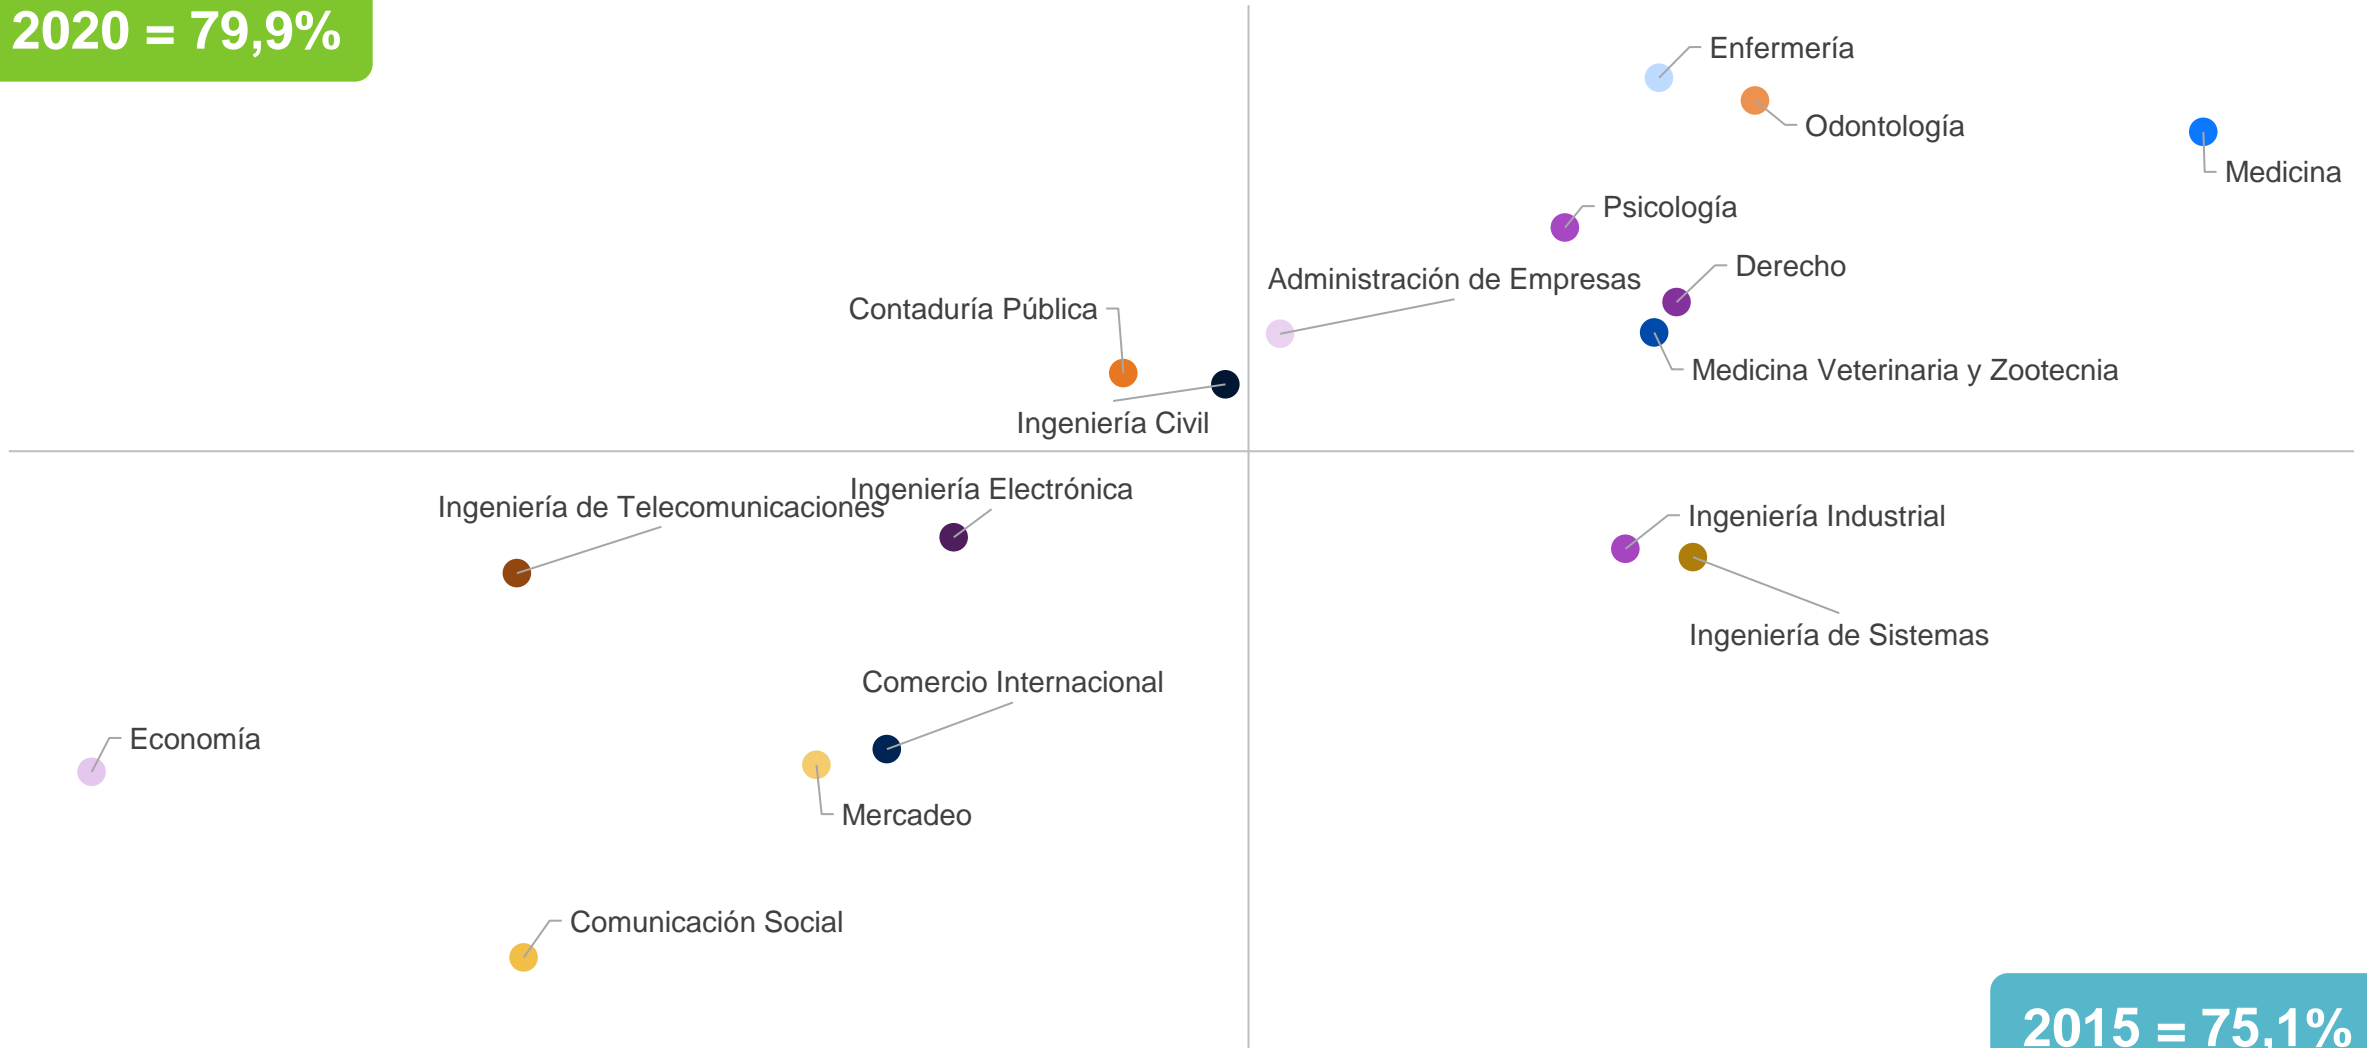 2020 = 79,9%
Enfermería
Odontología
Medicina
Psicología
Derecho
Administración de Empresas
Contaduría Pública
Medicina Veterinaria y Zootecnia
Ingeniería Civil
Ingeniería Electrónica
Ingeniería de Telecomunicaciones
Ingeniería Industrial
Ingeniería de Sistemas
Comercio Internacional
Economía
Mercadeo
Comunicación Social
2015 = 75,1%